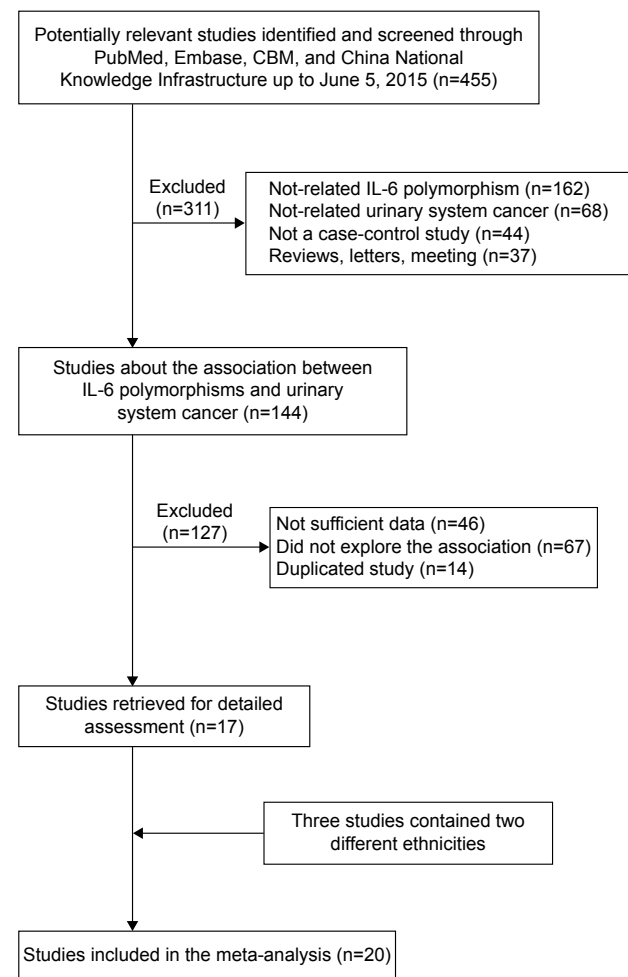 Potentially relevant studies identified and screened through
PubMed, Embase, CBM, and China National
Knowledge Infrastructure up to June 5, 2015 (n=455)
Excluded
(n=311)
Not-related IL-6 polymorphism (n=162)
Not-related urinary system cancer (n=68)
Not a case-control study (n=44)
Reviews, letters, meeting (n=37)
Studies about the association between
IL-6 polymorphisms and urinary
system cancer (n=144)
Excluded
(n=127)
Not sufficient data (n=46)
Did not explore the association (n=67)
Duplicated study (n=14)
Studies retrieved for detailed
assessment (n=17)
Three studies contained two
different ethnicities
Studies included in the meta-analysis (n=20)